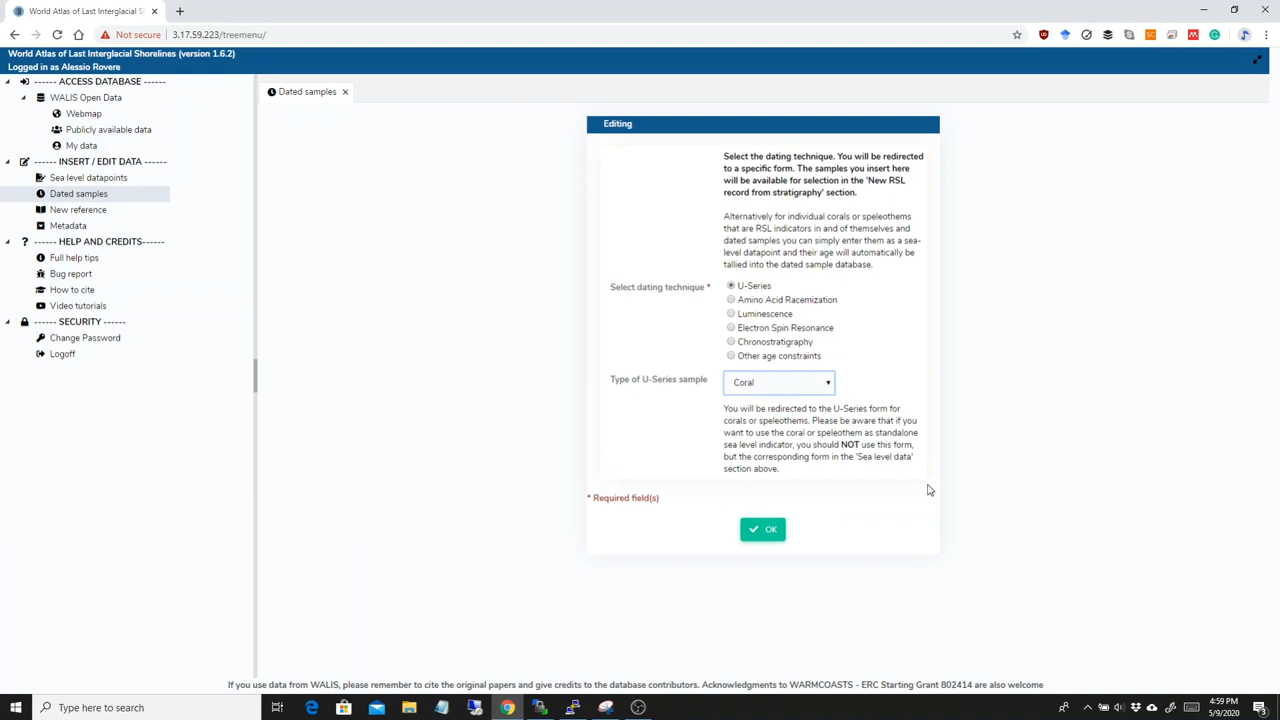 World Atlas of Last Interglacial Sh
Not secure
3.17.59.223/treemenu/
World Atlas of Last Interglacial Shorelines (version 1.6.2)
Logged in as Alessio Rovere
------ ACCESS DATABASE ------
WALIS Open Data
Webmap
Publicly available data
My data
------ INSERT / EDIT DATA ------
Sea level datapoints
Dated samples
New reference
Metadata
------ HELP AND CREDITS------
Full help tips
Bug report
How to cite
Video tutorials
------ SECURITY ------
Change Password
Logoff
Dated samples
Editing
Select the dating technique. You will be redirected
to a specific form. The samples you insert here
will be available for selection in the 'New RSL
record from stratigraphy' section.
Alternatively for individual corals or speleothems
that are RSL indicators in and of themselves and
dated samples you can simply enter them as a sea-
level datapoint and their age will automatically be
tallied into the dated sample database.
Select dating technique *
U-Series
Amino Acid Racemization
Luminescence
Electron Spin Resonance
Chronostratigraphy
Other age constraints
Type of U-Series sample
Coral
You will be redirected to the U-Series form for
corals or speleothems. Please be aware that if you
want to use the coral or speleothem as standalone
sea level indicator, you should NOT use this form,
but the corresponding form in the 'Sea level data'
section above.
* Required field(s)
OK
If you use data from WALIS, please remember to cite the original papers and give credits to the database contributors. Acknowledgments to WARMCOASTS - ERC Starting Grant 802414 are also welcome
Type here to search
4:59 PM
5/9/2020